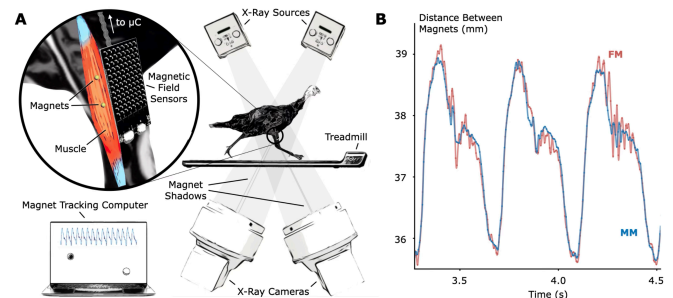 A
to µC
X-Ray Sources
Magnetic
Field
Sensors
Magnets
Muscle
Treadmill
Magnet
Shadows
Magnet Tracking Computer
X-Ray Cameras
B
Distance Between
Magnets (mm)
FM
MM
39
38
37
36
3.5
4.0
4.5
Time (s)